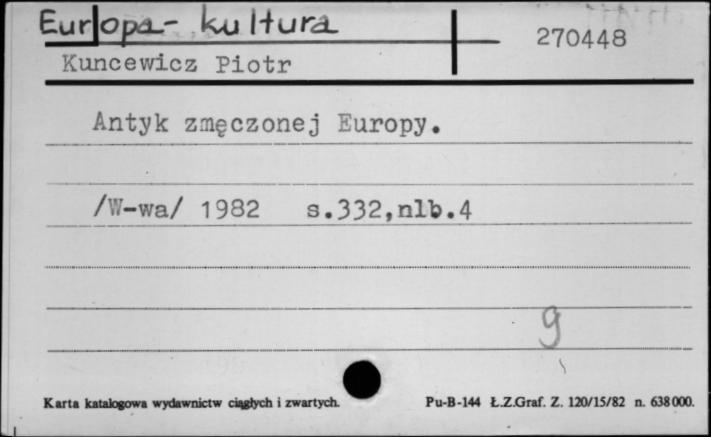 Europa - kultura
270448
Kuncewicz Piotr
Antyk zmęczonej Europy.
/W-wa/ 1982 s.332,nlb.4
g
Karta katalogowa wydawnictw ciągłych i zwartych. Pu-B-144 Ł.Z.Graf. Z. 120/15/82 n. 638000.